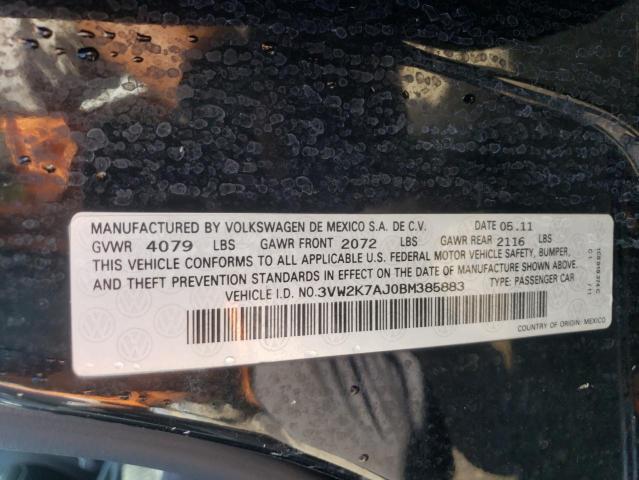 MANUFACTURED BY VOLKSWAGEN DE MEXICO S.A. DE C.V. DATE 05.11
GVWR 4079 LBS GAWR FRONT 2072 LBS GAWR REAR 2116 LBS
THIS VEHICLE CONFORMS TO ALL APPLICABLE U.S. FEDERAL MOTOR VEHICLE SAFETY, BUMPER,
AND THEFT PREVENTION STANDARDS IN EFFECT ON THE DATE OF MANUFACTURE SHOWN ABOVE.
VEHICLE I.D. NO.3VW2K7AJ0BM385883 TYPE: PASSENGER CAR
COUNTRY OF ORIGIN: MEXICO